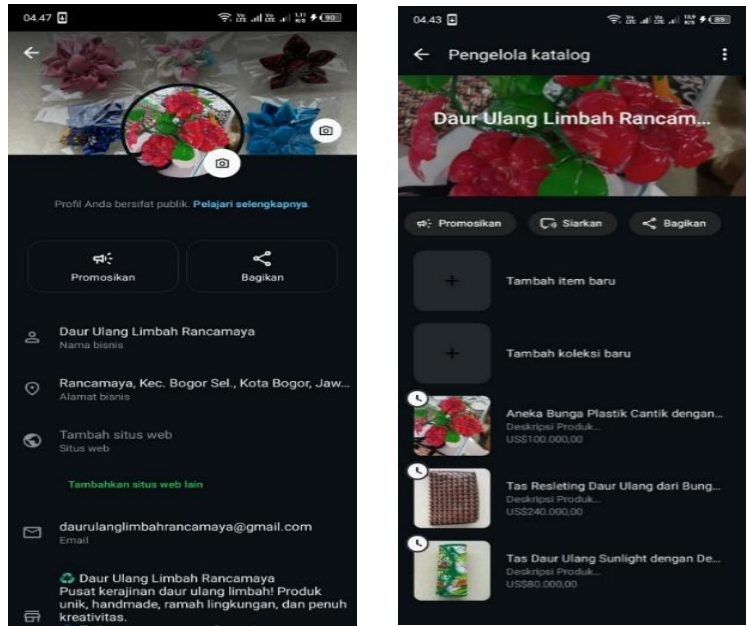 04.47
90
Profil Anda bersifat publik. Pelajari selengkapnya.
Promosikan
Bagikan
Daur Ulang Limbah Rancamaya
Nama bisnis
Rancamaya, Kec. Bogor Sel., Kota Bogor, Jaw...
Alamat bisnis
Tambah situs web
Situs web
Tambahkan situs web lain
daurulanglimbahrancamaya@gmail.com
Email
Daur Ulang Limbah Rancamaya
Pusat kerajinan daur ulang limbah! Produk
unik, handmade, ramah lingkungan, dan penuh
kreativitas.
04.43
Pengelola katalog
Daur Ulang Limbah Rancam...
Promosikan
Siarkan
Bagikan
Tambah item baru
Tambah koleksi baru
Aneka Bunga Plastik Cantik dengan...
Deskripsi Produk...
US$100.000,00
Tas Resleting Daur Ulang dari Bung...
Deskripsi Produk...
US$240.000,00
Tas Daur Ulang Sunlight dengan De...
Deskripsi Produk...
US$80.000,00